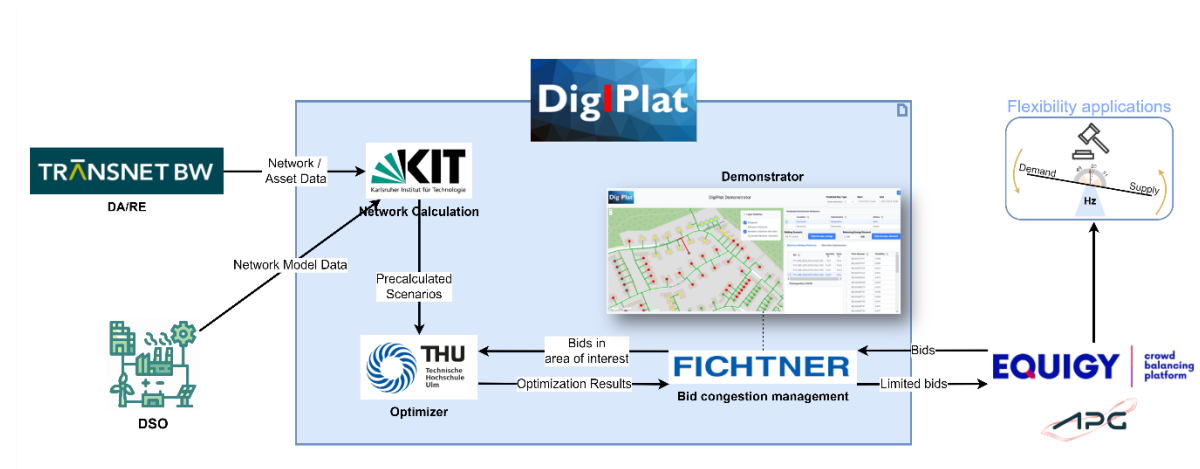 DigIPlat
Flexibility applications
Demand
Supply
Hz
TRĀNSNET BW
DA/RE
Network /
Asset Data
KIT
Karlsruher Institut für Technologie
Network Calculation
Demonstrator
DigIPlat
DigiPlat Demonstrator
Network Model Data
Precalculated
Scenarios
DSO
THU
Technische
Hochschule
Ulm
Optimizer
Bids in
area of interest
Optimization Results
FICHTNER
Bid congestion management
Bids
Limited bids
EQUIGY
crowd
balancing
platform
APG